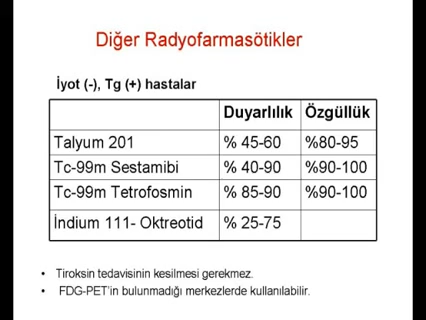 Diğer Radyofarmasötikler
İyot (-), Tg (+) hastalar
Duyarlılık Özgüllük
Talyum 201 % 45-60 %80-95
Tc-99m Sestamibi % 40-90 %90-100
Tc-99m Tetrofosmin % 85-90 %90-100
İndium 111- Oktreotid % 25-75
• Tiroksin tedavisinin kesilmesi gerekmez.
• FDG-PET'in bulunmadığı merkezlerde kullanılabilir.